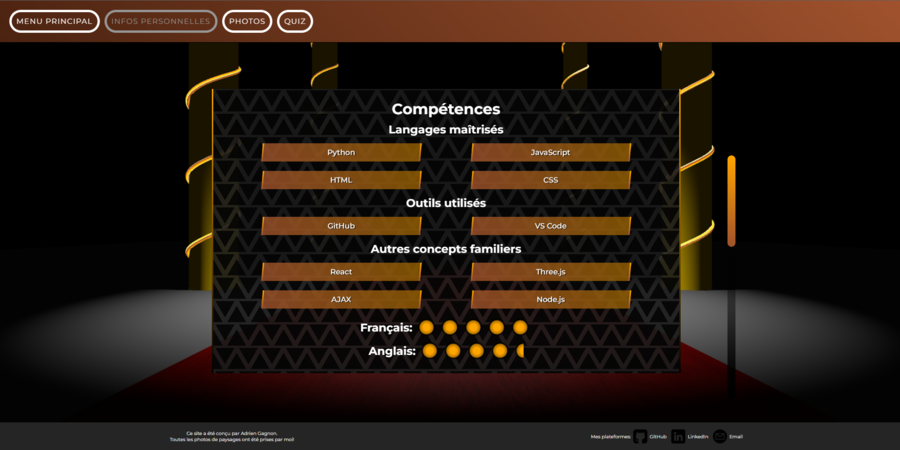 MENU PRINCIPAL INFOS PERSONNELLES PHOTOS QUIZ
Compétences
Langages maîtrisés
Python JavaScript
HTML CSS
Outils utilisés
GitHub VS Code
Autres concepts familiers
React Three.js
AJAX Node.js
Français:
Anglais:
Ce site a été conçu par Adrian Gagnon.
Toutes les photos de paysages ont été prises par moi!
Mes plateformes: GitHub LinkedIn Email